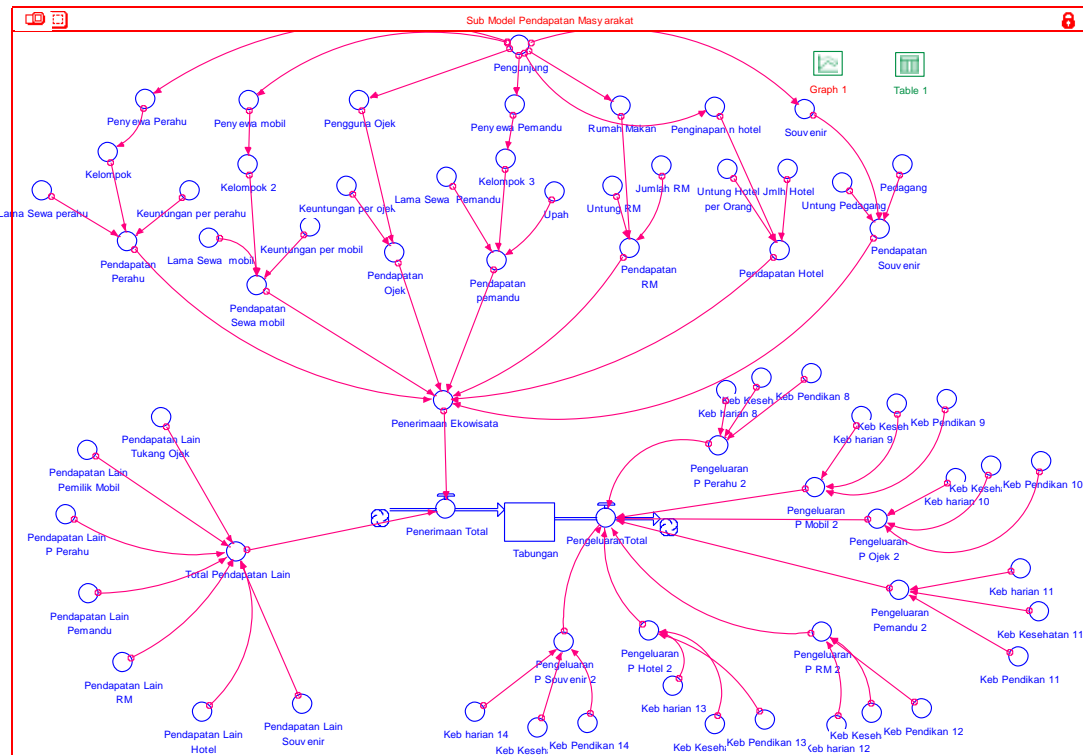 Sub Model Pendapatan Masyarakat
Pengunjung
Graph 1
Table 1
Penyewa Perahu
Penyewa mobil
Pengguna Ojek
Penyewa Pemandu
Rumah Makan
Penginapan n hotel
Souvenir
Kelompok
Kelompok 2
Kelompok 3
Lama Sewa perahu
Keuntungan per perahu
Lama Sewa mobil
Keuntungan per mobil
Keuntungan per ojek
Lama Sewa Pemandu
Upah
Untung RM
Jumlah RM
Untung Hotel
per Orang
Jmlh Hotel
Untung Pedagang
Pedagang
Pendapatan
Perahu
Pendapatan
Sewa mobil
Pendapatan
Ojek
Pendapatan
pemandu
Pendapatan
RM
Pendapatan Hotel
Pendapatan
Souvenir
Penerimaan Ekowisata
Keb harian 8
Keb Keseh
Keb Pendikan 8
Pengeluaran
P Perahu 2
Keb harian 9
Keb Keseh
Keb Pendikan 9
Pengeluaran
P Mobil 2
Keb harian 10
Keb Keseh
Keb Pendikan 10
Pengeluaran
P Ojek 2
Pendapatan Lain
Tukang Ojek
Pendapatan Lain
Pemilik Mobil
Pendapatan Lain
P Perahu
Total Pendapatan Lain
Penerimaan Total
Tabungan
PengeluaranTotal
Pendapatan Lain
Pemandu
Pendapatan Lain
RM
Pendapatan Lain
Hotel
Pendapatan Lain
Souvenir
Keb harian 11
Pengeluaran
Pemandu 2
Keb Kesehatan 11
Keb Pendikan 11
Pengeluaran
P Souvenir 2
Pengeluaran
P Hotel 2
Pengeluaran
P RM 2
Keb harian 14
Keb Keseh
Keb Pendikan 14
Keb harian 13
Keb Keseh
Keb Pendikan 13
Keb harian 12
Keb Keseh
Keb Pendikan 12